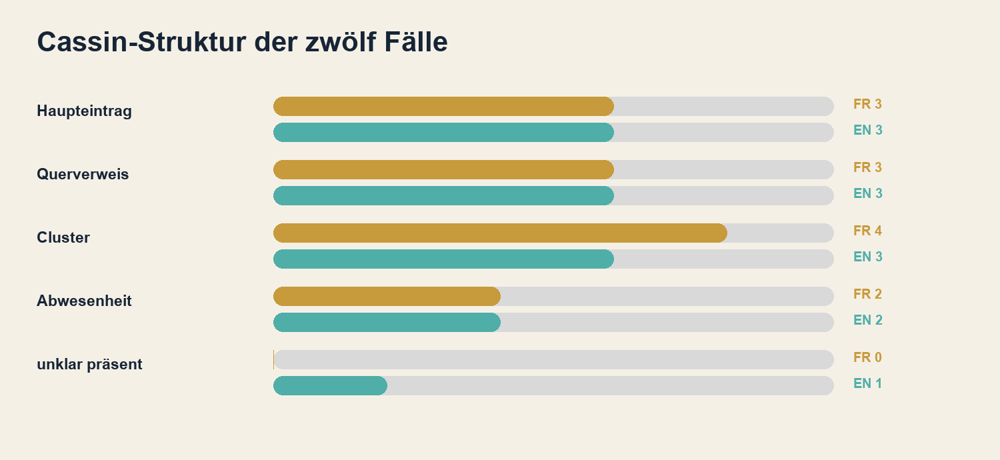 Cassin-Struktur der zwölf Fälle
Haupteintrag
FR 3
EN 3
Querverweis
FR 3
EN 3
Cluster
FR 4
EN 3
Abwesenheit
FR 2
EN 2
unklar präsent
FR 0
EN 1